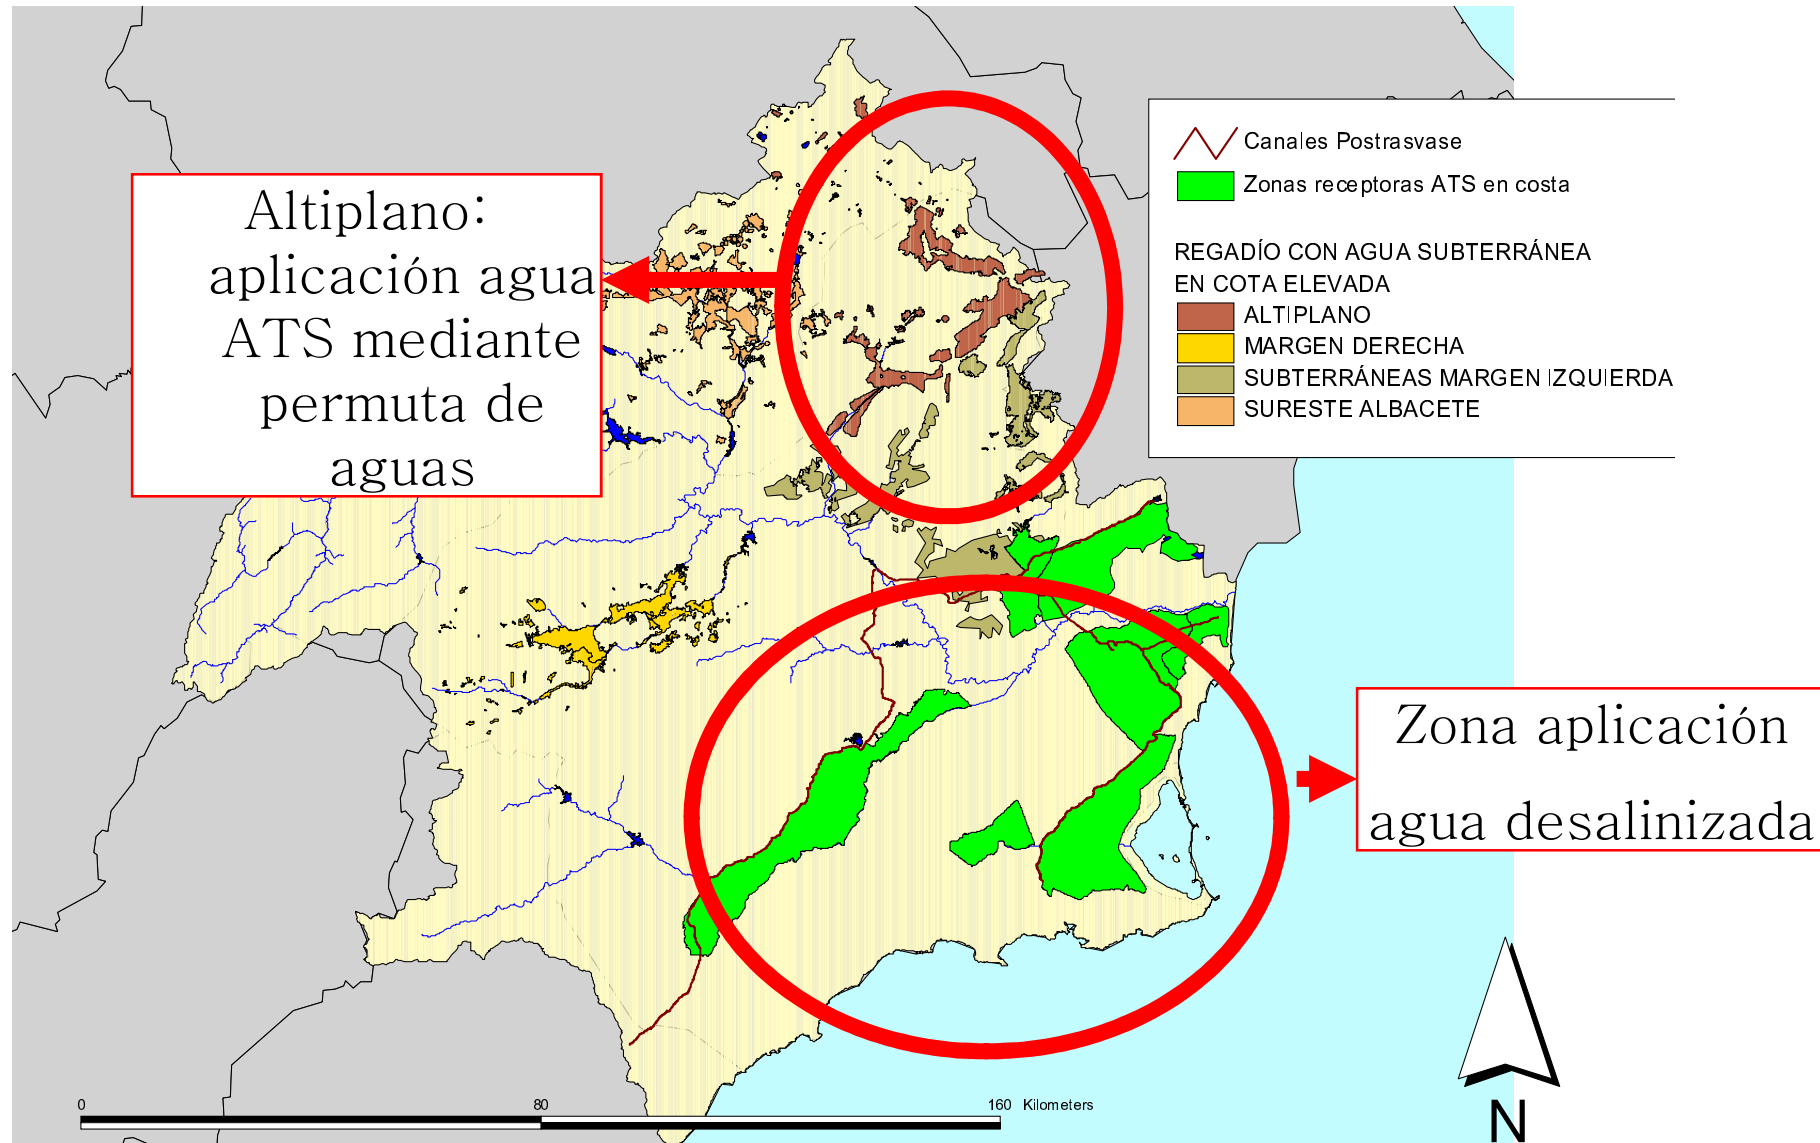 Canales Postrasvase
Zonas receptoras ATS en costa
REGADÍO CON AGUA SUBTERRÁNEA
EN COTA ELEVADA
ALTIPLANO
MARGEN DERECHA
SUBTERRÁNEAS MARGEN IZQUIERDA
SURESTE ALBACETE
Altiplano:
aplicación agua
ATS mediante
permuta de
aguas
Zona aplicación
agua desalinizada
0 80 160 Kilometers
N